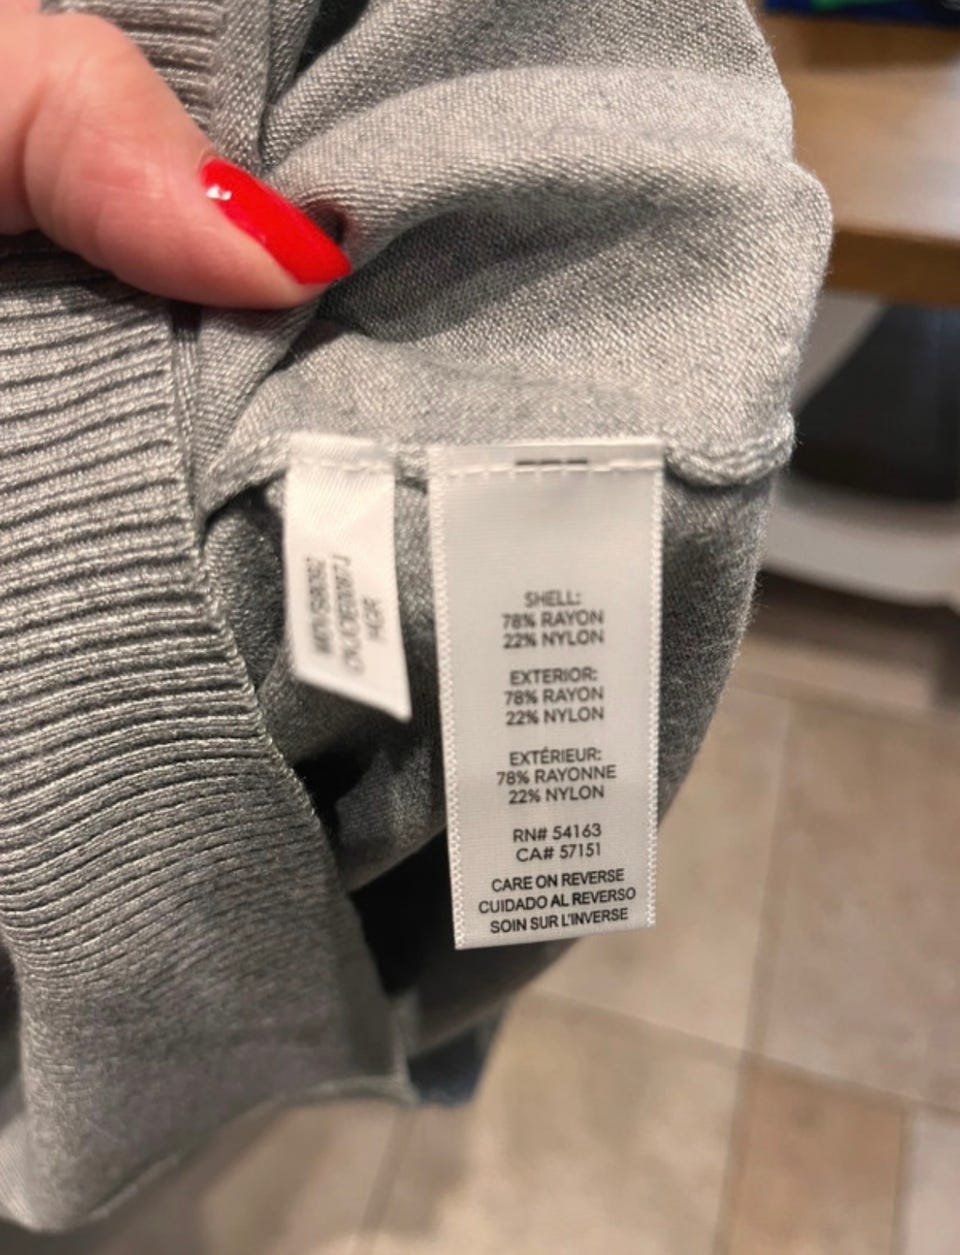 SHELL:
78% RAYON
22% NYLON
EXTERIOR:
78% RAYON
22% NYLON
EXTÉRIEUR:
78% RAYONNE
22% NYLON
RN# 54163
CA# 57151
CARE ON REVERSE
CUIDADO AL REVERSO
SOIN SUR L'INVERSE